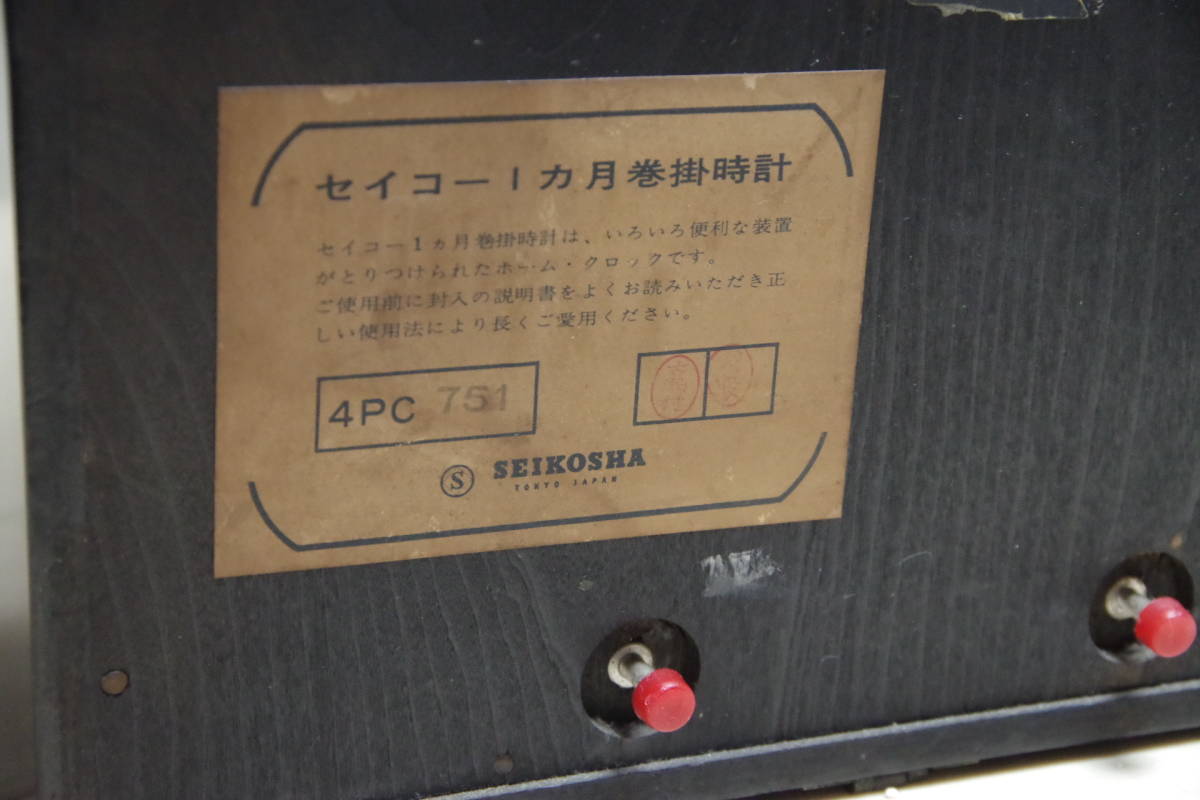 セイコー1カ月巻掛時計
セイコー1ヵ月巻掛時計は、いろいろ便利な装置
がとりつけられたホーム・クロックです。
ご使用前に封入の説明書をよくお読みいただき正
しい使用法により長くご愛用ください。
4PC 751
S SEIKOSHA
TOKYO JAPAN